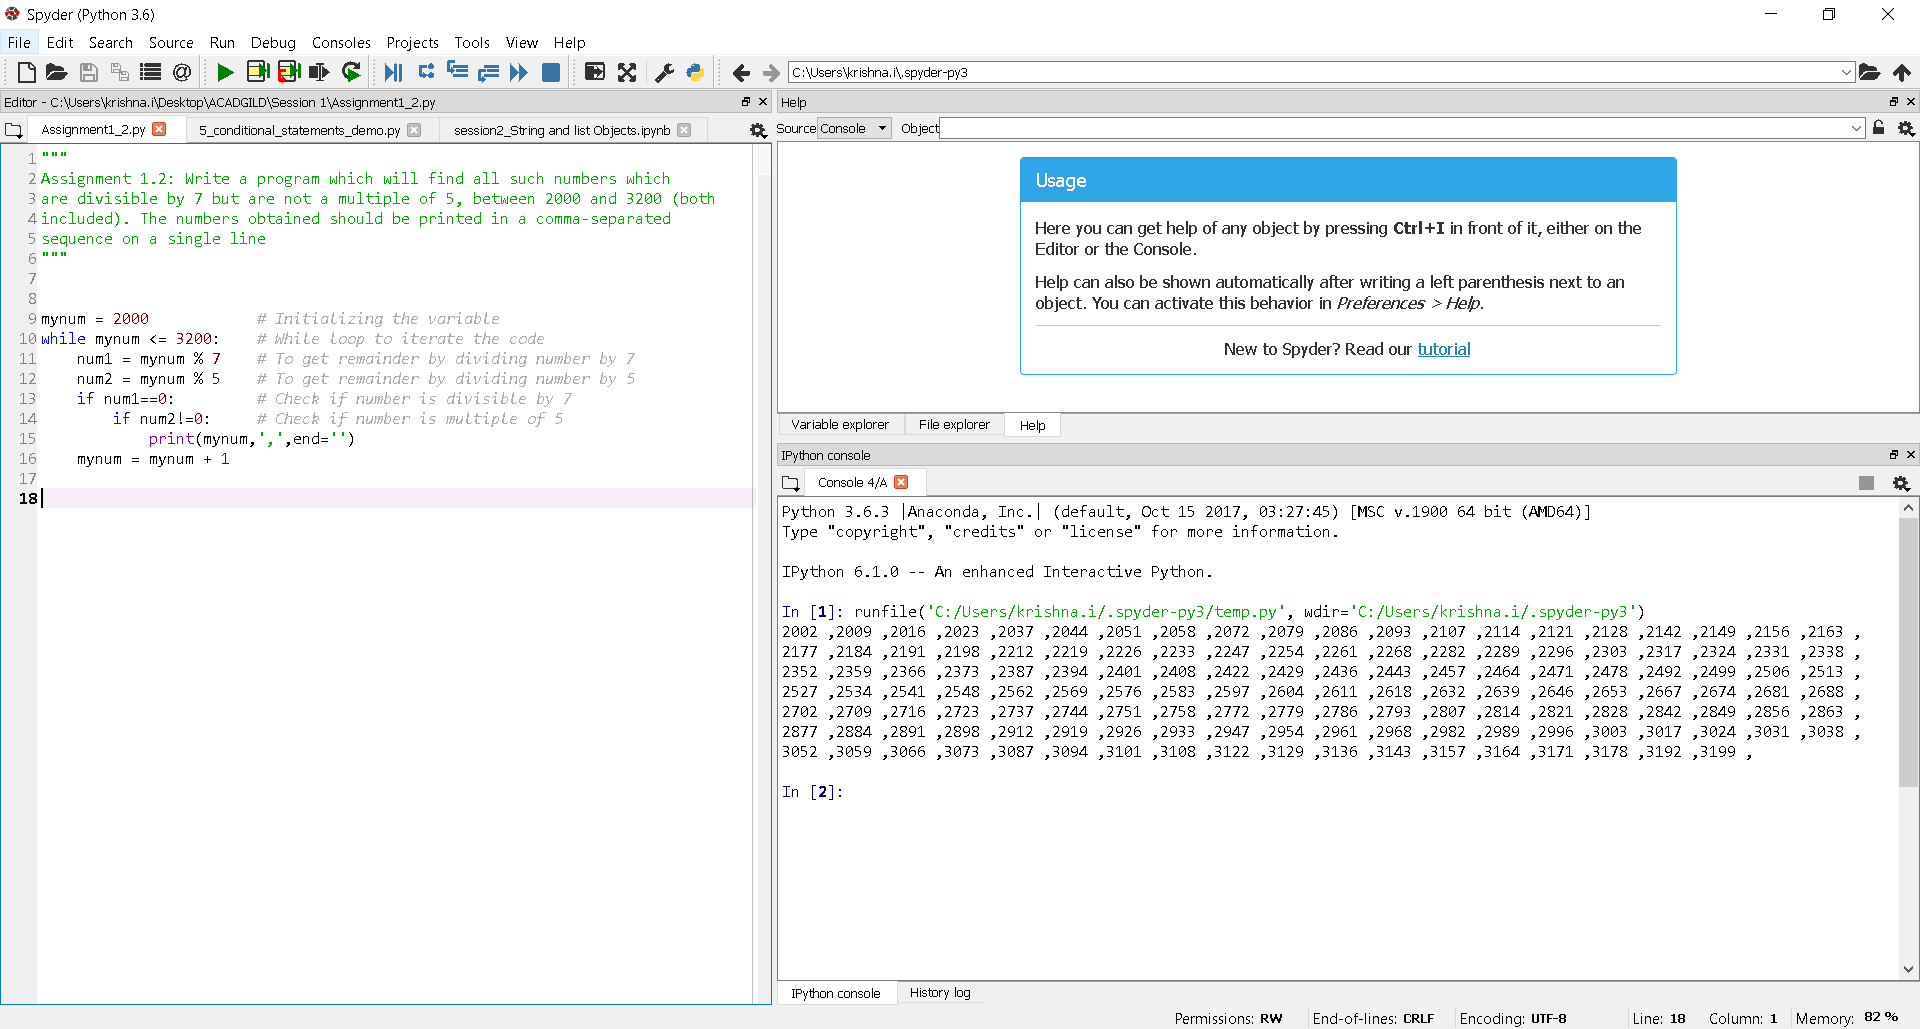 Spyder (Python 3.6)
File Edit Search Source Run Debug Consoles Projects Tools View Help
C:\Users\krishna.i\.spyder-py3
Editor - C:\Users\krishna.i\Desktop\ACADGILD\Session 1\Assignment1_2.py
Assignment1_2.py 5_conditional_statements_demo.py session2_String and list Objects.ipynb
1 """
2 Assignment 1.2: Write a program which will find all such numbers which
3 are divisible by 7 but are not a multiple of 5, between 2000 and 3200 (both
4 included). The numbers obtained should be printed in a comma-separated
5 sequence on a single line
6 """
7
8
9 mynum = 2000            # Initializing the variable
10 while mynum <= 3200:    # While loop to iterate the code
11     num1 = mynum % 7    # To get remainder by dividing number by 7
12     num2 = mynum % 5    # To get remainder by dividing number by 5
13     if num1==0:         # Check if number is divisible by 7
14         if num2!=0:     # Check if number is multiple of 5
15             print(mynum,',',end='')
16     mynum = mynum + 1
17
18
Help
Source Console Object
Usage
Here you can get help of any object by pressing Ctrl+I in front of it, either on the
Editor or the Console.
Help can also be shown automatically after writing a left parenthesis next to an
object. You can activate this behavior in Preferences > Help.
New to Spyder? Read our tutorial
Variable explorer File explorer Help
IPython console
Console 4/A
Python 3.6.3 |Anaconda, Inc.| (default, Oct 15 2017, 03:27:45) [MSC v.1900 64 bit (AMD64)]
Type "copyright", "credits" or "license" for more information.
IPython 6.1.0 -- An enhanced Interactive Python.
In [1]: runfile('C:/Users/krishna.i/.spyder-py3/temp.py', wdir='C:/Users/krishna.i/.spyder-py3')
2002 ,2009 ,2016 ,2023 ,2037 ,2044 ,2051 ,2058 ,2072 ,2079 ,2086 ,2093 ,2107 ,2114 ,2121 ,2128 ,2142 ,2149 ,2156 ,2163 ,
2177 ,2184 ,2191 ,2198 ,2212 ,2219 ,2226 ,2233 ,2247 ,2254 ,2261 ,2268 ,2282 ,2289 ,2296 ,2303 ,2317 ,2324 ,2331 ,2338 ,
2352 ,2359 ,2366 ,2373 ,2387 ,2394 ,2401 ,2408 ,2422 ,2429 ,2436 ,2443 ,2457 ,2464 ,2471 ,2478 ,2492 ,2499 ,2506 ,2513 ,
2527 ,2534 ,2541 ,2548 ,2562 ,2569 ,2576 ,2583 ,2597 ,2604 ,2611 ,2618 ,2632 ,2639 ,2646 ,2653 ,2667 ,2674 ,2681 ,2688 ,
2702 ,2709 ,2716 ,2723 ,2737 ,2744 ,2751 ,2758 ,2772 ,2779 ,2786 ,2793 ,2807 ,2814 ,2821 ,2828 ,2842 ,2849 ,2856 ,2863 ,
2877 ,2884 ,2891 ,2898 ,2912 ,2919 ,2926 ,2933 ,2947 ,2954 ,2961 ,2968 ,2982 ,2989 ,2996 ,3003 ,3017 ,3024 ,3031 ,3038 ,
3052 ,3059 ,3066 ,3073 ,3087 ,3094 ,3101 ,3108 ,3122 ,3129 ,3136 ,3143 ,3157 ,3164 ,3171 ,3178 ,3192 ,3199 ,
In [2]:
IPython console History log
Permissions: RW End-of-lines: CRLF Encoding: UTF-8 Line: 18 Column: 1 Memory: 82 %